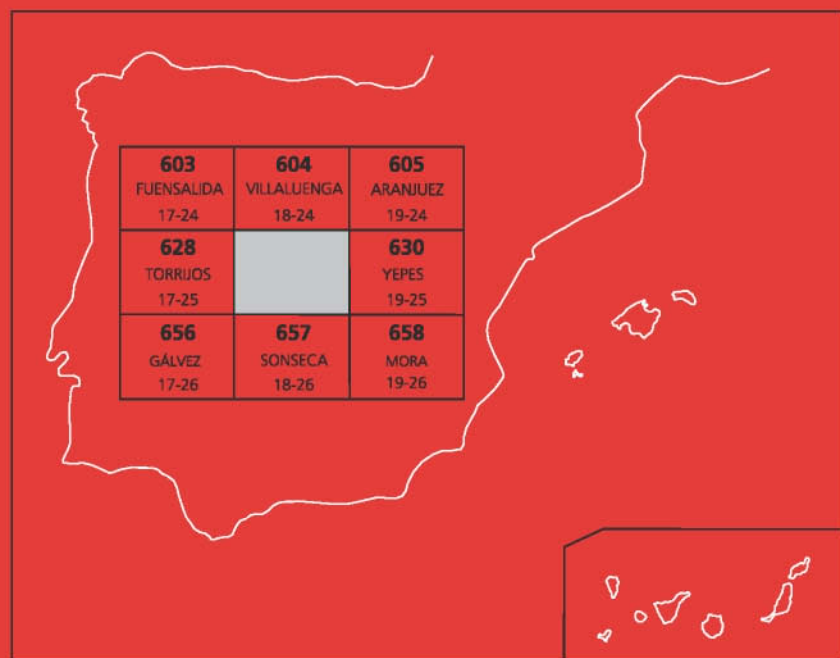 603
FUENSALIDA
17-24
604
VILLALUENGA
18-24
605
ARANJUEZ
19-24
628
TORRIJOS
17-25
630
YEPES
19-25
656
GÁLVEZ
17-26
657
SONSECA
18-26
658
MORA
19-26